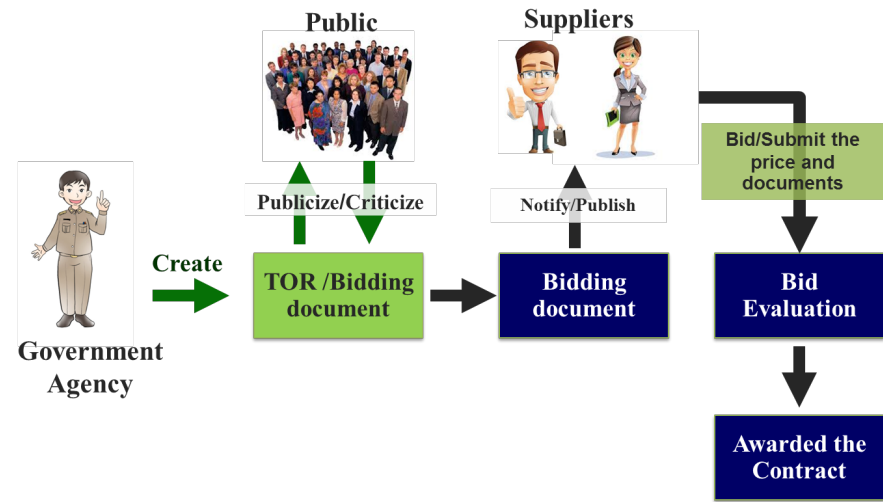 Public
Suppliers
Bid/Submit the
price and
documents
Publicize/Criticize
Notify/Publish
Create
TOR /Bidding
document
Bidding
document
Bid
Evaluation
Government
Agency
Awarded the
Contract